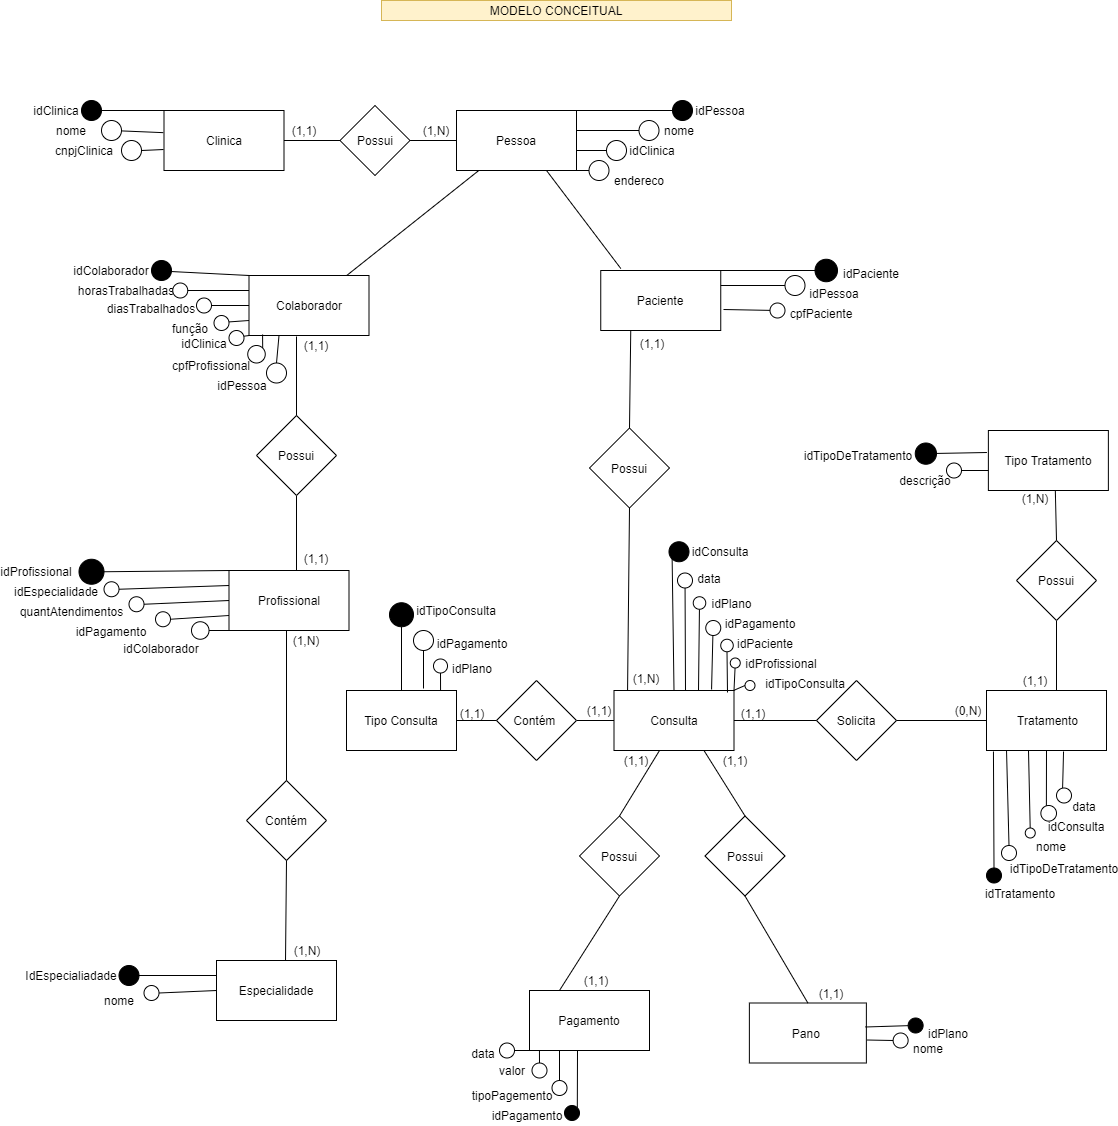 MODELO CONCEITUAL
idClinica
nome
cnpjClinica
Clinica
(1,1)
Possui
(1,N)
Pessoa
idPessoa
nome
idClinica
endereco
idColaborador
horasTrabalhadas
diasTrabalhados
função
idClinica
cpfProfissional
idPessoa
Colaborador
(1,1)
Paciente
idPaciente
idPessoa
cpfPaciente
(1,1)
Possui
Possui
idTipoDeTratamento
descrição
Tipo Tratamento
(1,N)
Possui
(1,1)
(1,1)
idProfissional
idEspecialidade
quantAtendimentos
idPagamento
idColaborador
Profissional
(1,N)
idTipoConsulta
idPagamento
idPlano
Tipo Consulta
(1,1)
Contém
(1,1)
idConsulta
data
idPlano
idPagamento
idPaciente
idProfissional
idTipoConsulta
(1,N)
Consulta
(1,1)
Solicita
(0,N)
Tratamento
(1,1)
(1,1)
data
idConsulta
nome
idTipoDeTratamento
idTratamento
Contém
Possui
Possui
(1,N)
IdEspecialiadade
nome
Especialidade
(1,1)
Pagamento
data
valor
tipoPagemento
idPagamento
(1,1)
Pano
idPlano
nome